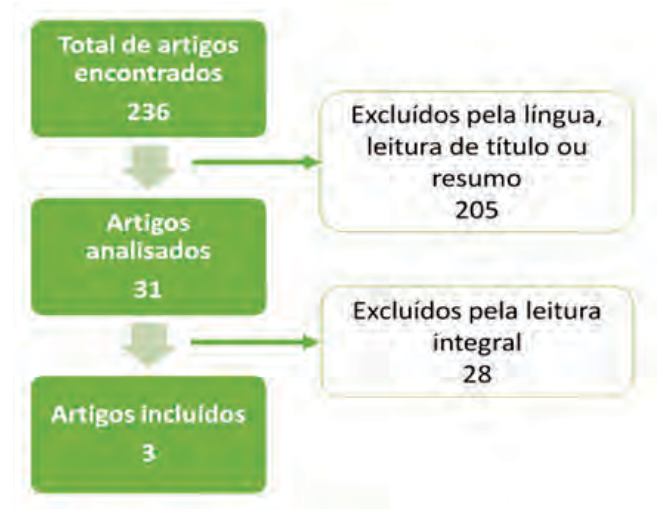 Total de artigos
encontrados
236
Excluídos pela língua,
leitura de título ou
resumo
205
Artigos
analisados
31
Excluídos pela leitura
integral
28
Artigos incluídos
3